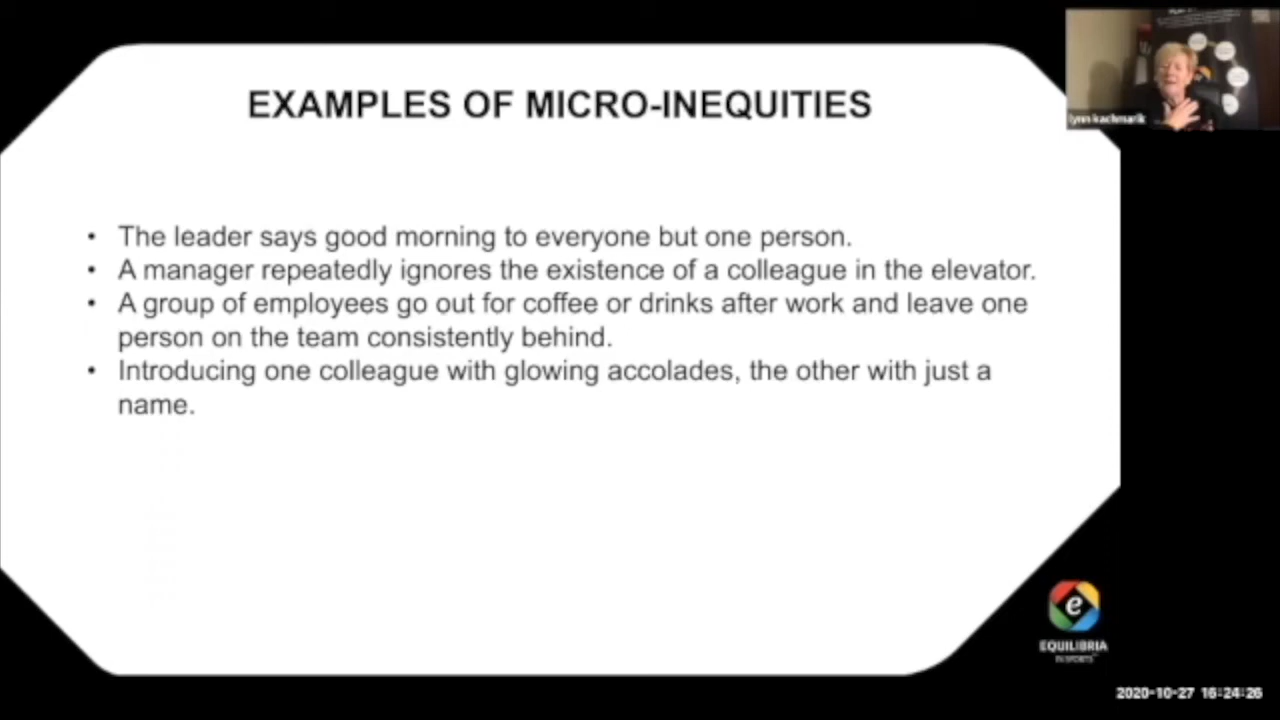 EXAMPLES OF MICRO-INEQUITIES
lynn kachmarik
• The leader says good morning to everyone but one person.
• A manager repeatedly ignores the existence of a colleague in the elevator.
• A group of employees go out for coffee or drinks after work and leave one
person on the team consistently behind.
• Introducing one colleague with glowing accolades, the other with just a
name.
e
EQUILIBRIA
IN SPORTS
2020-10-27 16:24:26